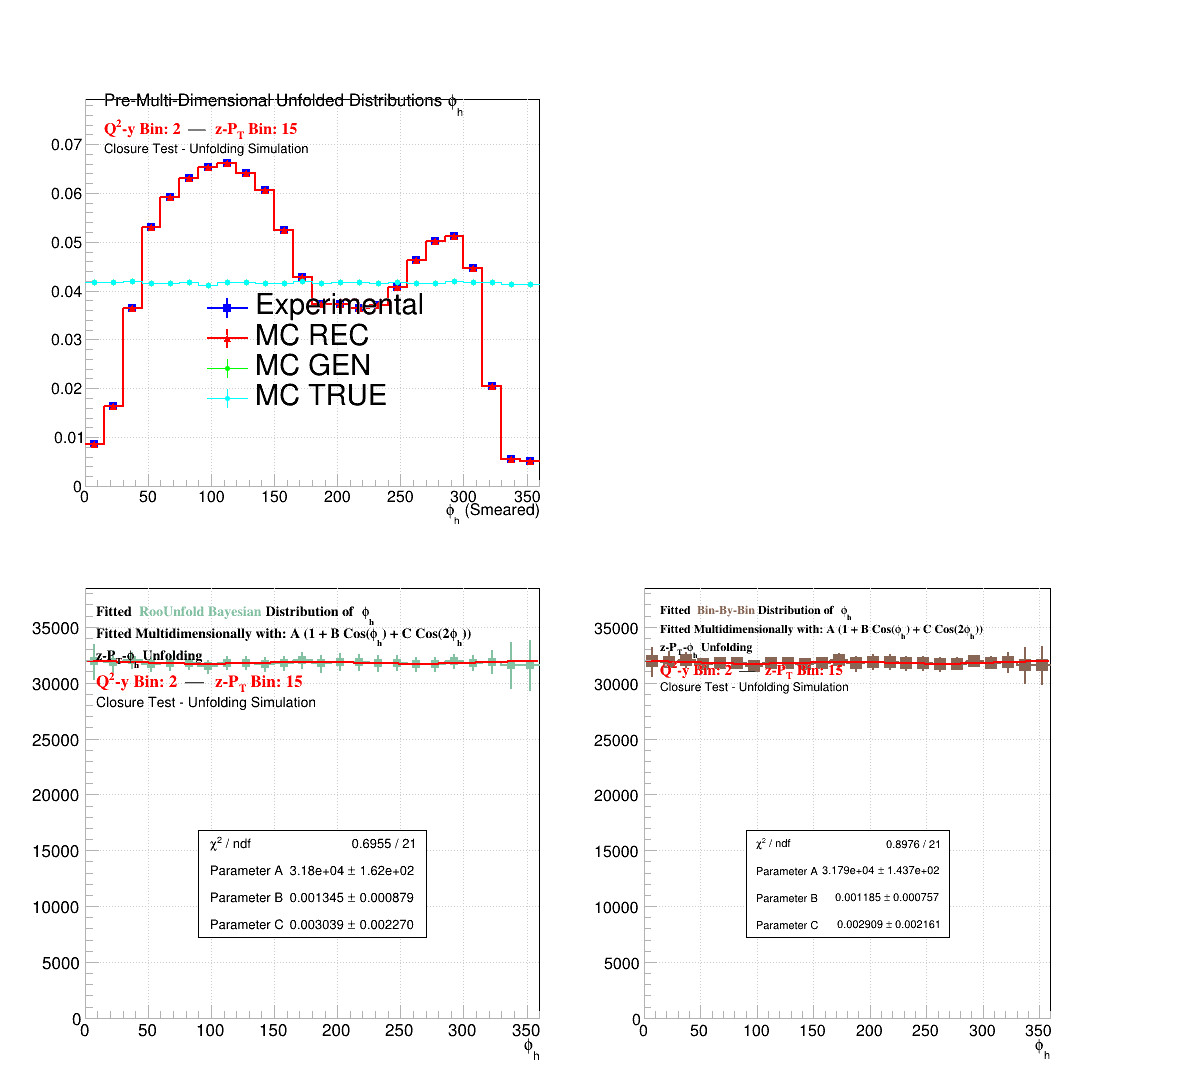 Pre-Multi-Dimensional Unfolded Distributions ϕh
Q²-y Bin: 2 — z-PT Bin: 15
Closure Test - Unfolding Simulation
0.07
0.06
0.05
0.04
0.03
0.02
0.01
0
Experimental
MC REC
MC GEN
MC TRUE
0 50 100 150 200 250 300 350
ϕh (Smeared)
Fitted RooUnfold Bayesian Distribution of ϕh
Fitted Multidimensionally with: A (1 + B Cos(ϕh) + C Cos(2ϕh))
z-PT-ϕh Unfolding
Q²-y Bin: 2 — z-PT Bin: 15
Closure Test - Unfolding Simulation
35000
30000
25000
20000
15000
10000
5000
0
χ² / ndf 0.6955 / 21
Parameter A 3.18e+04 ± 1.62e+02
Parameter B 0.001345 ± 0.000879
Parameter C 0.003039 ± 0.002270
0 50 100 150 200 250 300 350
ϕh
Fitted Bin-By-Bin Distribution of ϕh
Fitted Multidimensionally with: A (1 + B Cos(ϕh) + C Cos(2ϕh))
z-PT-ϕh Unfolding
Q²-y Bin: 2 — z-PT Bin: 15
Closure Test - Unfolding Simulation
35000
30000
25000
20000
15000
10000
5000
0
χ² / ndf 0.8976 / 21
Parameter A 3.179e+04 ± 1.437e+02
Parameter B 0.001185 ± 0.000757
Parameter C 0.002909 ± 0.002161
0 50 100 150 200 250 300 350
ϕh